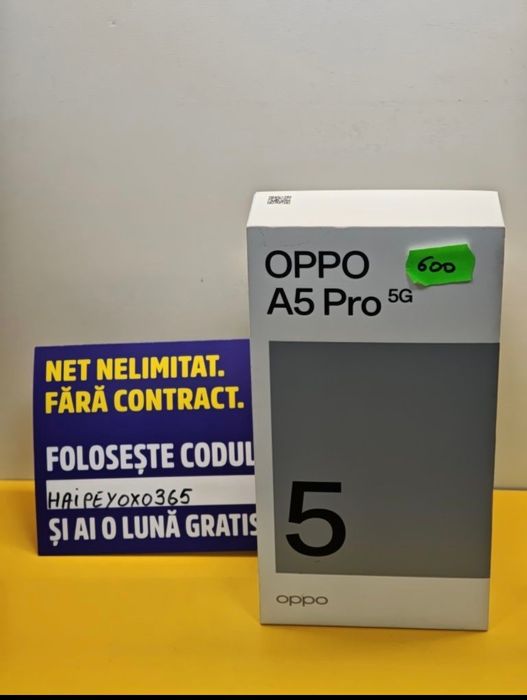 OPPO
A5 Pro 5G
600
NET NELIMITAT.
FĂRĂ CONTRACT.
FOLOSEȘTE CODUL
HAiPEYOXO365
ȘI AI O LUNĂ GRATIS
5
oppo